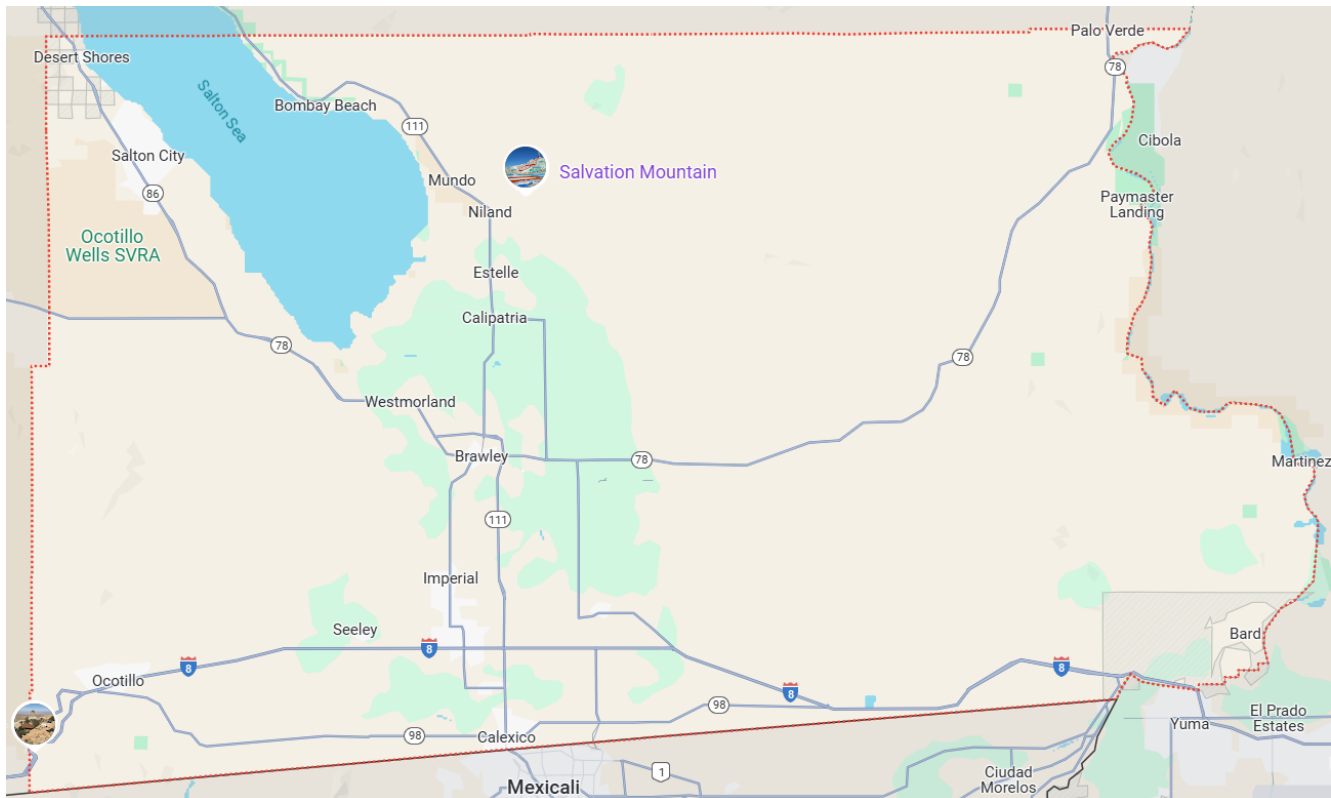 Palo Verde
Desert Shores
78
Salton Sea
Bombay Beach
111
Cibola
Salton City
Salvation Mountain
Mundo
86
Paymaster
Landing
Niland
Ocotillo
Wells SVRA
Estelle
Calipatria
78
78
Westmorland
Brawley
78
Martinez
111
Imperial
Seeley
Bard
8
8
8
Ocotillo
8
98
El Prado
Estates
Yuma
98
Calexico
1
Ciudad
Morelos
Mexicali